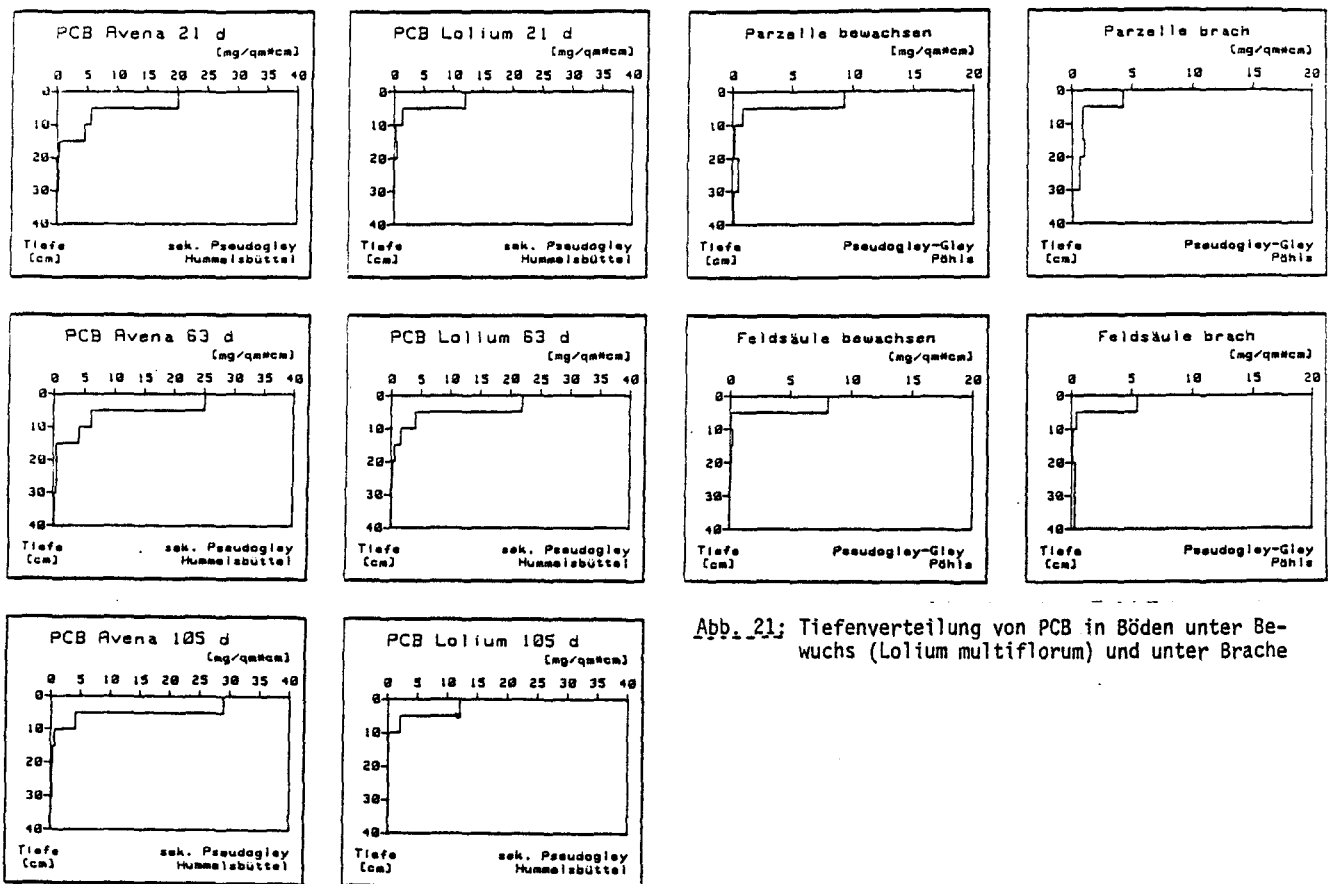 PCB Avena 21 d
[mg/qm*cm]
0 5 10 15 20 25 30 35 40
0
10
20
30
40
Tiefe
[cm]
sek. Pseudogley
Hummelsbüttel
PCB Lolium 21 d
[mg/qm*cm]
0 5 10 15 20 25 30 35 40
0
10
20
30
40
Tiefe
[cm]
sek. Pseudogley
Hummelsbüttel
Parzelle bewachsen
[mg/qm*cm]
0 5 10 15 20
0
10
20
30
40
Tiefe
[cm]
Pseudogley-Gley
Pöhls
Parzelle brach
[mg/qm*cm]
0 5 10 15 20
0
10
20
30
40
Tiefe
[cm]
Pseudogley-Gley
Pöhls
PCB Avena 63 d
[mg/qm*cm]
0 5 10 15 20 25 30 35 40
0
10
20
30
40
Tiefe
[cm]
sek. Pseudogley
Hummelsbüttel
PCB Lolium 63 d
[mg/qm*cm]
0 5 10 15 20 25 30 35 40
0
10
20
30
40
Tiefe
[cm]
sek. Pseudogley
Hummelsbüttel
Feldsäule bewachsen
[mg/qm*cm]
0 5 10 15 20
0
10
20
30
40
Tiefe
[cm]
Pseudogley-Gley
Pöhls
Feldsäule brach
[mg/qm*cm]
0 5 10 15 20
0
10
20
30
40
Tiefe
[cm]
Pseudogley-Gley
Pöhls
PCB Avena 105 d
[mg/qm*cm]
0 5 10 15 20 25 30 35 40
0
10
20
30
40
Tiefe
[cm]
sek. Pseudogley
Hummelsbüttel
PCB Lolium 105 d
[mg/qm*cm]
0 5 10 15 20 25 30 35 40
0
10
20
30
40
Tiefe
[cm]
sek. Pseudogley
Hummelsbüttel
Abb. 21: Tiefenverteilung von PCB in Böden unter Be-
wuchs (Lolium multiflorum) und unter Brache